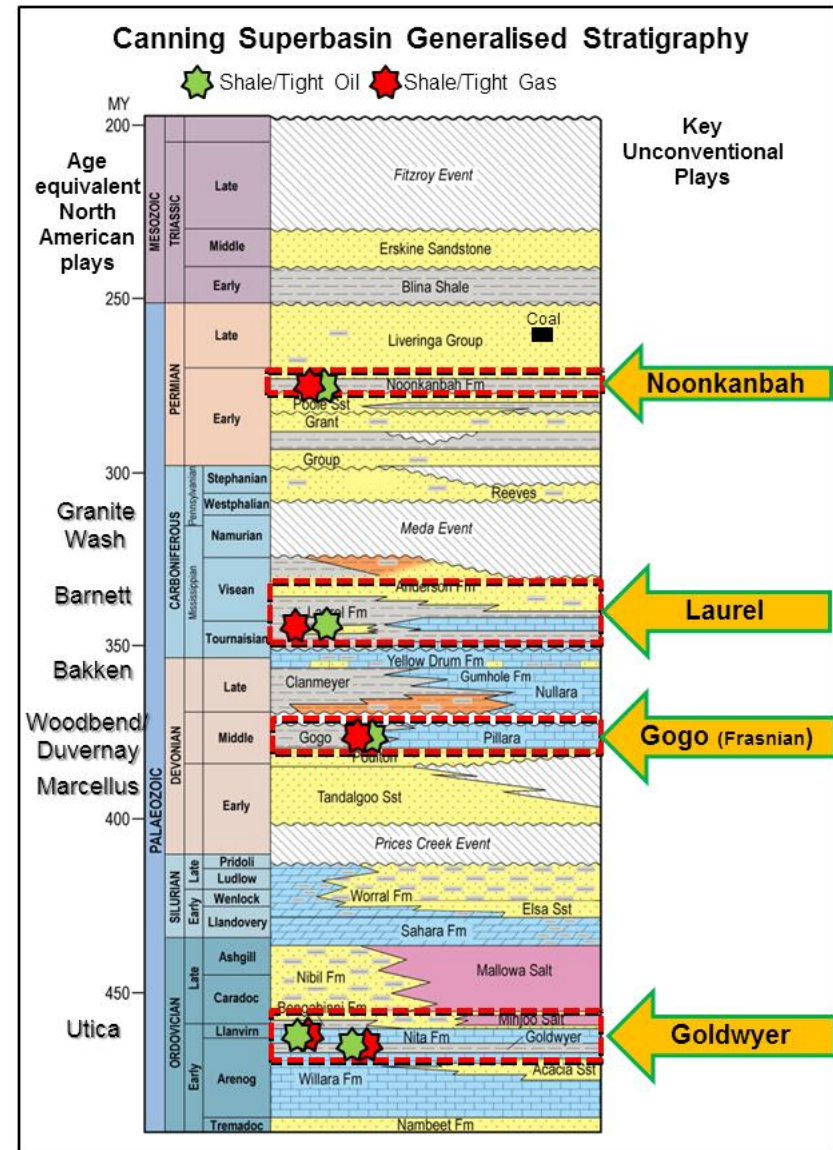 Canning Superbasin Generalised Stratigraphy
Shale/Tight Oil Shale/Tight Gas
MY
Age
equivalent
North
American
plays
Key
Unconventional
Plays
200
250
300
350
400
450
Granite
Wash
Barnett
Bakken
Woodbend/
Duvernay
Marcellus
Utica
MESOZOIC
PALAEOZOIC
TRIASSIC
Late
Middle
Early
PERMIAN
Late
Early
CARBONIFEROUS
Pennsylvanian
Mississippian
Stephanian
Westphalian
Namurian
Visean
Tournaisian
DEVONIAN
Late
Middle
Early
SILURIAN
Late
Early
Pridoli
Ludlow
Wenlock
Llandovery
ORDOVICIAN
Late
Early
Ashgill
Caradoc
Llanvirn
Arenog
Tremadoc
Fitzroy Event
Erskine Sandstone
Blina Shale
Coal
Liveringa Group
Noonkanbah Fm
Poole Sst
Grant
Group
Reeves
Meda Event
Anderson Fm
Laurel Fm
Yellow Drum Fm
Gumhole Fm
Clanmeyer
Nullara
Gogo
Pillara
Poulton
Tandalgoo Sst
Prices Creek Event
Worral Fm
Elsa Sst
Sahara Fm
Mallowa Salt
Nibil Fm
Bongabinni Fm
Minjoo Salt
Nita Fm
Goldwyer
Willara Fm
Acacia Sst
Nambeet Fm
Noonkanbah
Laurel
Gogo (Frasnian)
Goldwyer